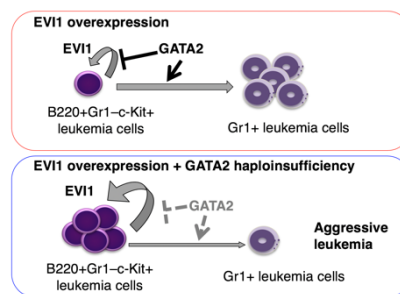 EVI1 overexpression
EVI1
GATA2
B220+Gr1–c-Kit+
leukemia cells
Gr1+ leukemia cells
EVI1 overexpression + GATA2 haploinsufficiency
EVI1
GATA2
Aggressive
leukemia
B220+Gr1–c-Kit+
leukemia cells
Gr1+ leukemia cells